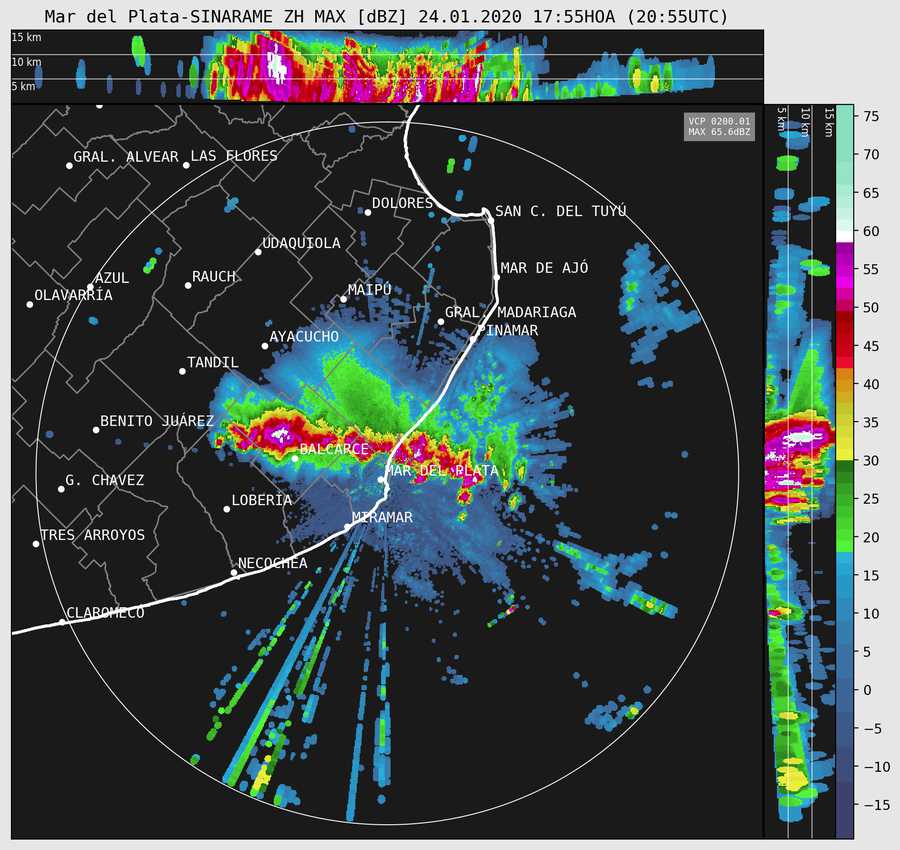 Mar del Plata-SINARAME ZH MAX [dBZ] 24.01.2020 17:55HOA (20:55UTC)
15 km
10 km
5 km
5 km
10 km
15 km
VCP 0200.01
MAX 65.6dBZ
GRAL. ALVEAR
LAS FLORES
DOLORES
SAN C. DEL TUYÚ
UDAQUIOLA
MAR DE AJÓ
AZUL
RAUCH
OLAVARRÍA
MAIPÚ
GRAL. MADARIAGA
PINAMAR
AYACUCHO
TANDIL
BENITO JUÁREZ
BALCARCE
MAR DEL PLATA
G. CHAVEZ
LOBERÍA
MIRAMAR
TRES ARROYOS
NECOCHEA
CLAROMECÓ
75
70
65
60
55
50
45
40
35
30
25
20
15
10
5
0
−5
−10
−15